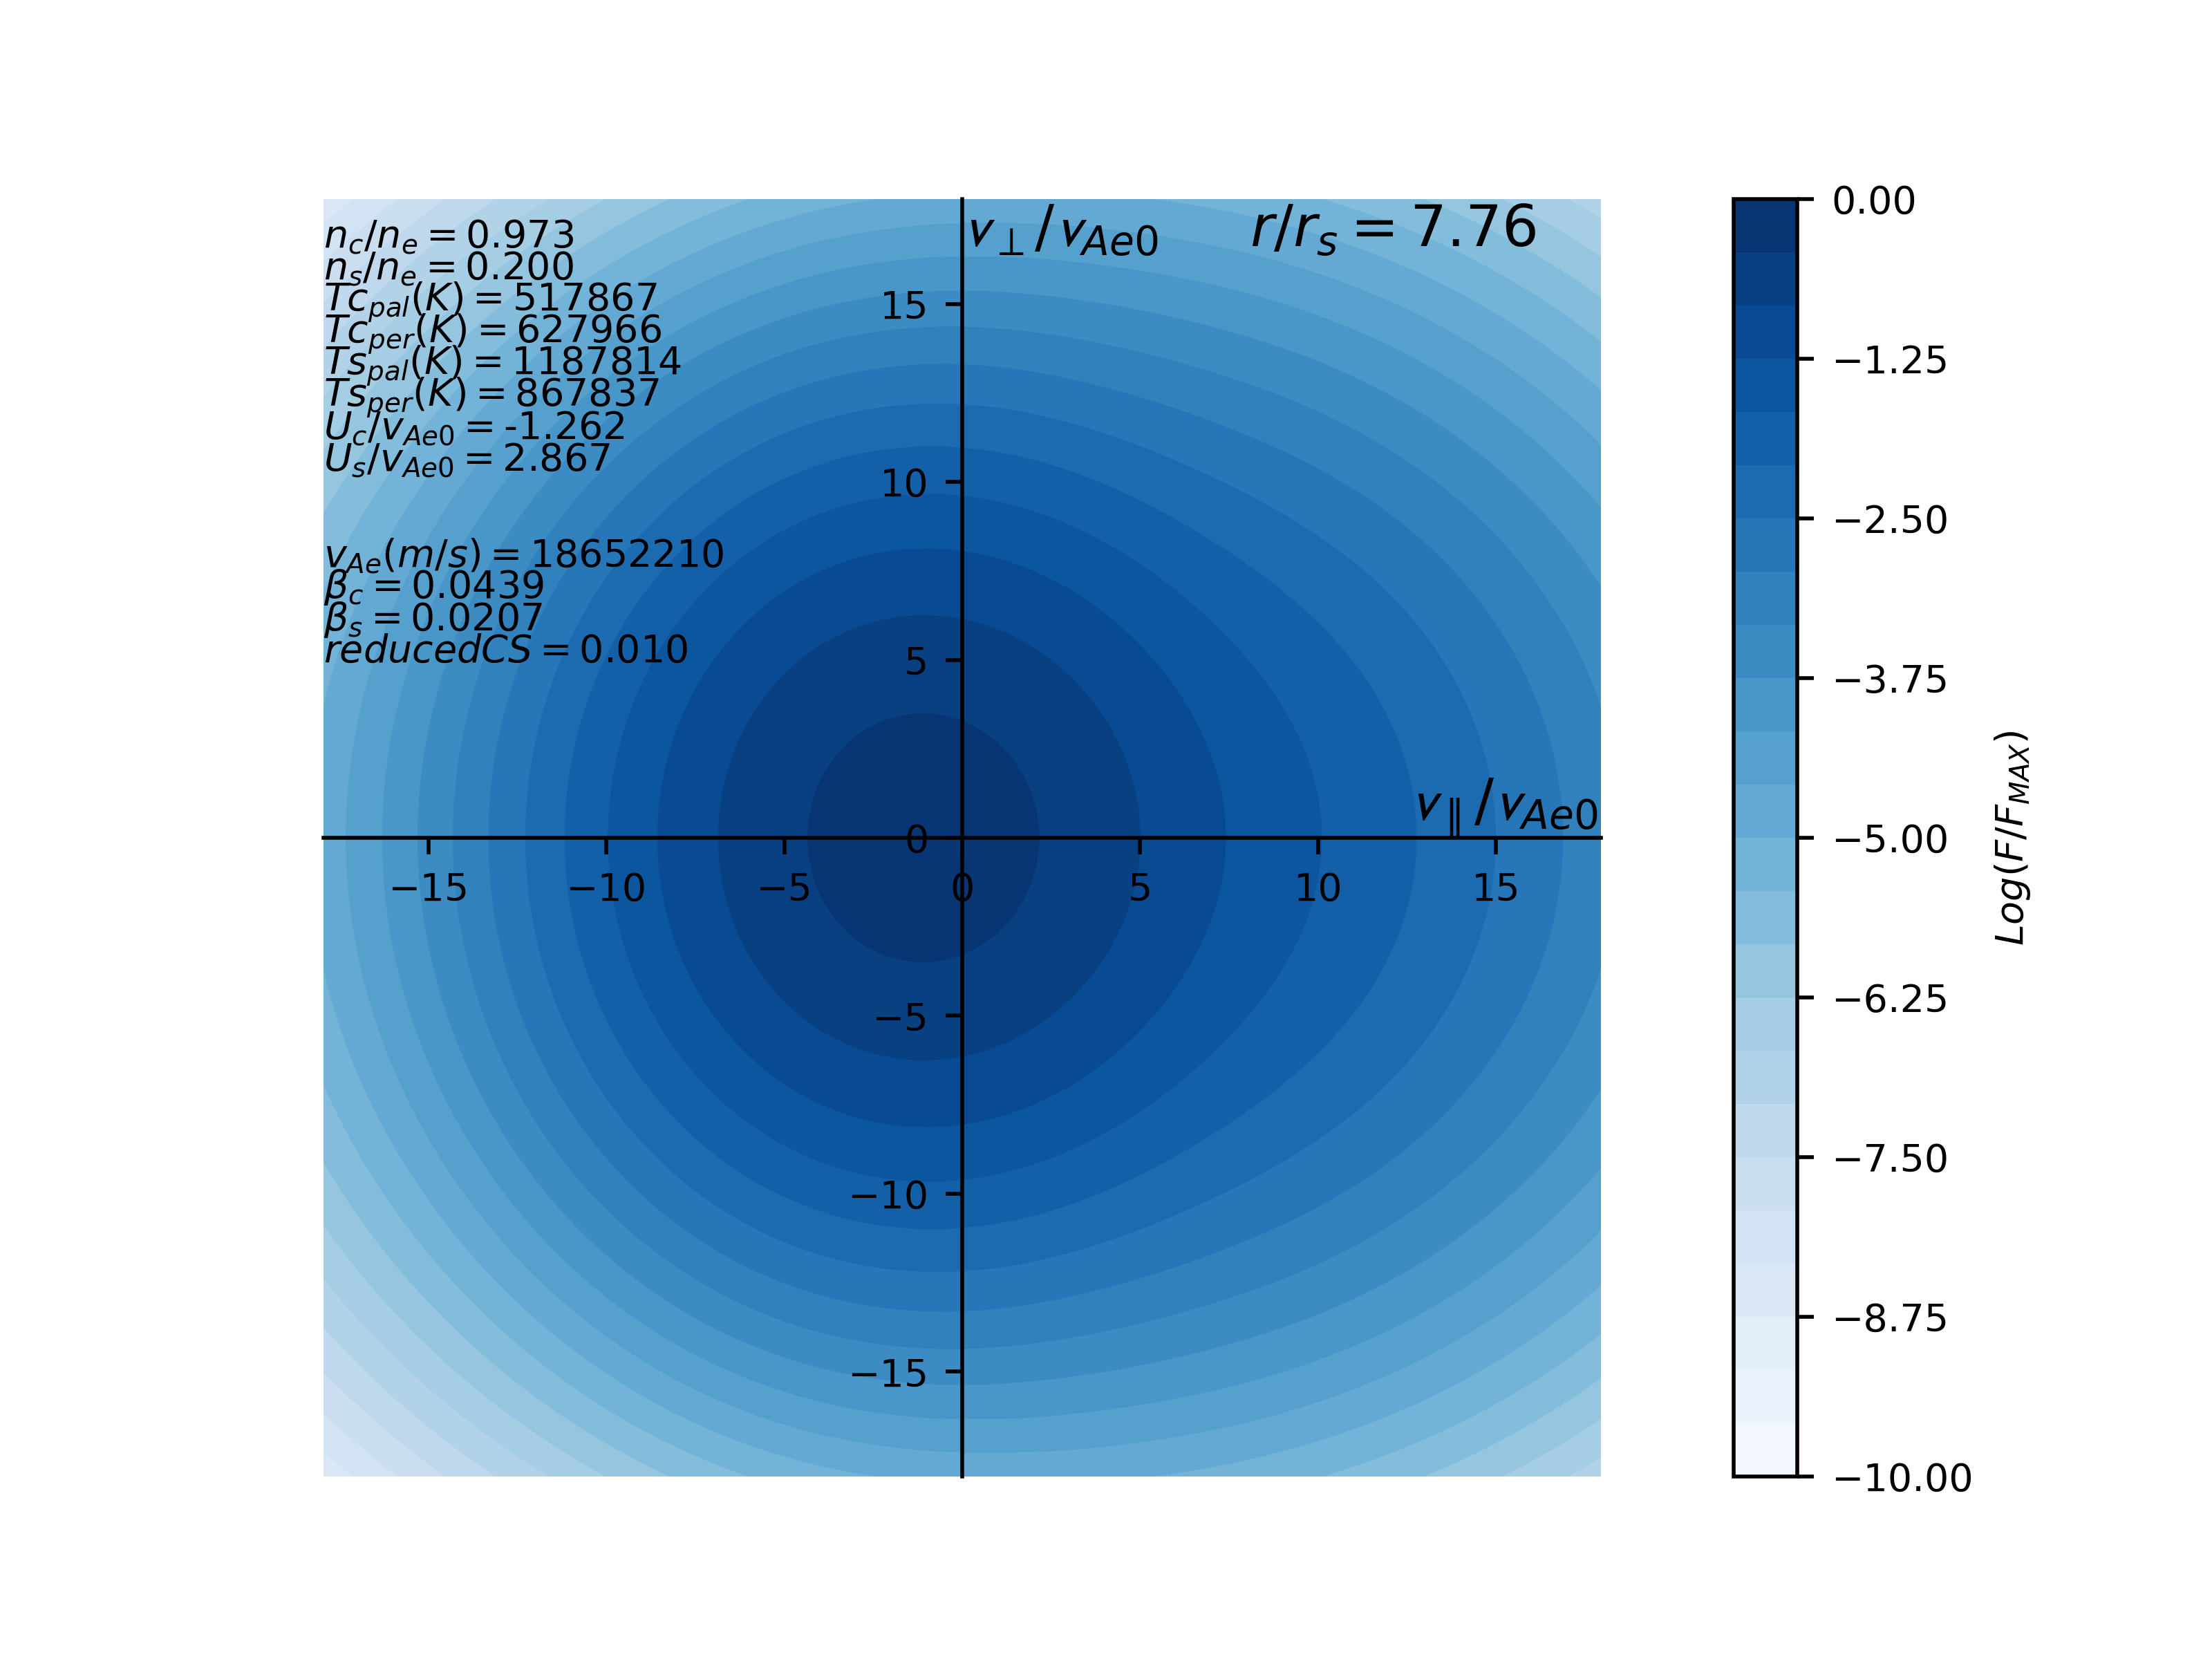 n_c/n_e = 0.973
n_s/n_e = 0.200
Tc_pal(K) = 517867
Tc_per(K) = 627966
Ts_pal(K) = 1187814
Ts_per(K) = 867837
U_c/v_Ae0 = -1.262
U_s/v_Ae0 = 2.867
v_Ae(m/s) = 18652210
β_c = 0.0439
β_s = 0.0207
reducedCS = 0.010
v_⊥/v_Ae0
r/r_s = 7.76
15
10
5
0
−5
−10
−15
v_∥/v_Ae0
−15 −10 −5 0 5 10 15
0.00
−1.25
−2.50
−3.75
−5.00
−6.25
−7.50
−8.75
−10.00
Log(F/F_MAX)